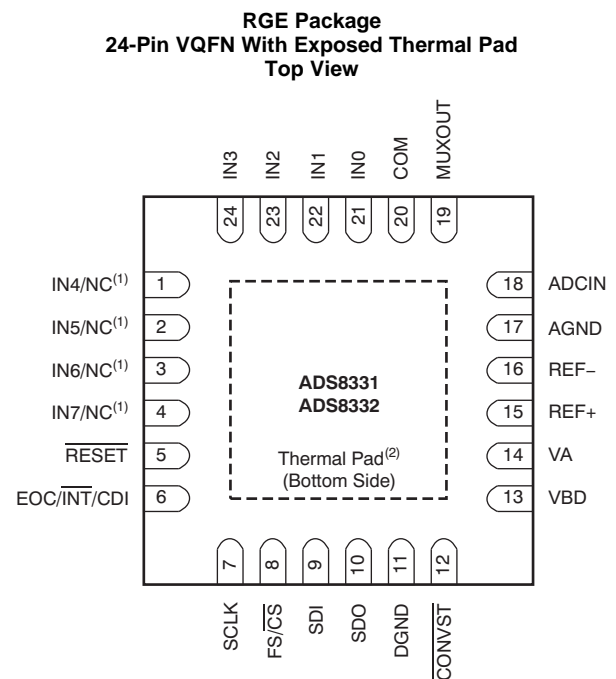 RGE Package
24-Pin VQFN With Exposed Thermal Pad
Top View
IN3
IN2
IN1
IN0
COM
MUXOUT
24
23
22
21
20
19
IN4/NC(1)
1
18
ADCIN
IN5/NC(1)
2
17
AGND
IN6/NC(1)
3
16
REF−
IN7/NC(1)
4
15
REF+
RESET
5
14
VA
EOC/INT/CDI
6
13
VBD
ADS8331
ADS8332
Thermal Pad(2)
(Bottom Side)
7
8
9
10
11
12
SCLK
FS/CS
SDI
SDO
DGND
CONVST